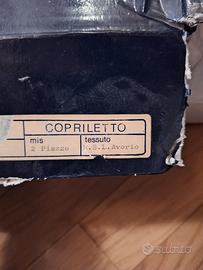 COPRILETTO
mis tessuto
2 Piazze M.S.L.Avorio
subito